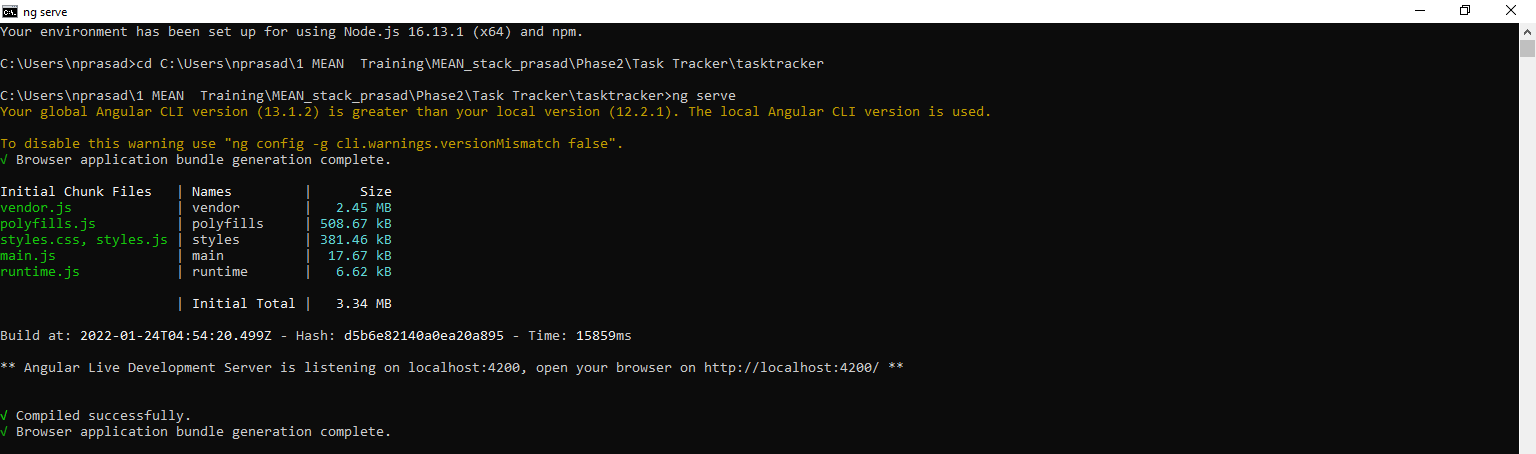 ng serve
Your environment has been set up for using Node.js 16.13.1 (x64) and npm.
C:\Users\nprasad>cd C:\Users\nprasad\1 MEAN  Training\MEAN_stack_prasad\Phase2\Task Tracker\tasktracker
C:\Users\nprasad\1 MEAN  Training\MEAN_stack_prasad\Phase2\Task Tracker\tasktracker>ng serve
Your global Angular CLI version (13.1.2) is greater than your local version (12.2.1). The local Angular CLI version is used.
To disable this warning use "ng config -g cli.warnings.versionMismatch false".
√ Browser application bundle generation complete.
Initial Chunk Files   | Names         |      Size
vendor.js             | vendor        |   2.45 MB
polyfills.js          | polyfills     | 508.67 kB
styles.css, styles.js | styles        | 381.46 kB
main.js               | main          |  17.67 kB
runtime.js            | runtime       |   6.62 kB
                      | Initial Total |   3.34 MB
Build at: 2022-01-24T04:54:20.499Z - Hash: d5b6e82140a0ea20a895 - Time: 15859ms
** Angular Live Development Server is listening on localhost:4200, open your browser on http://localhost:4200/ **
√ Compiled successfully.
√ Browser application bundle generation complete.